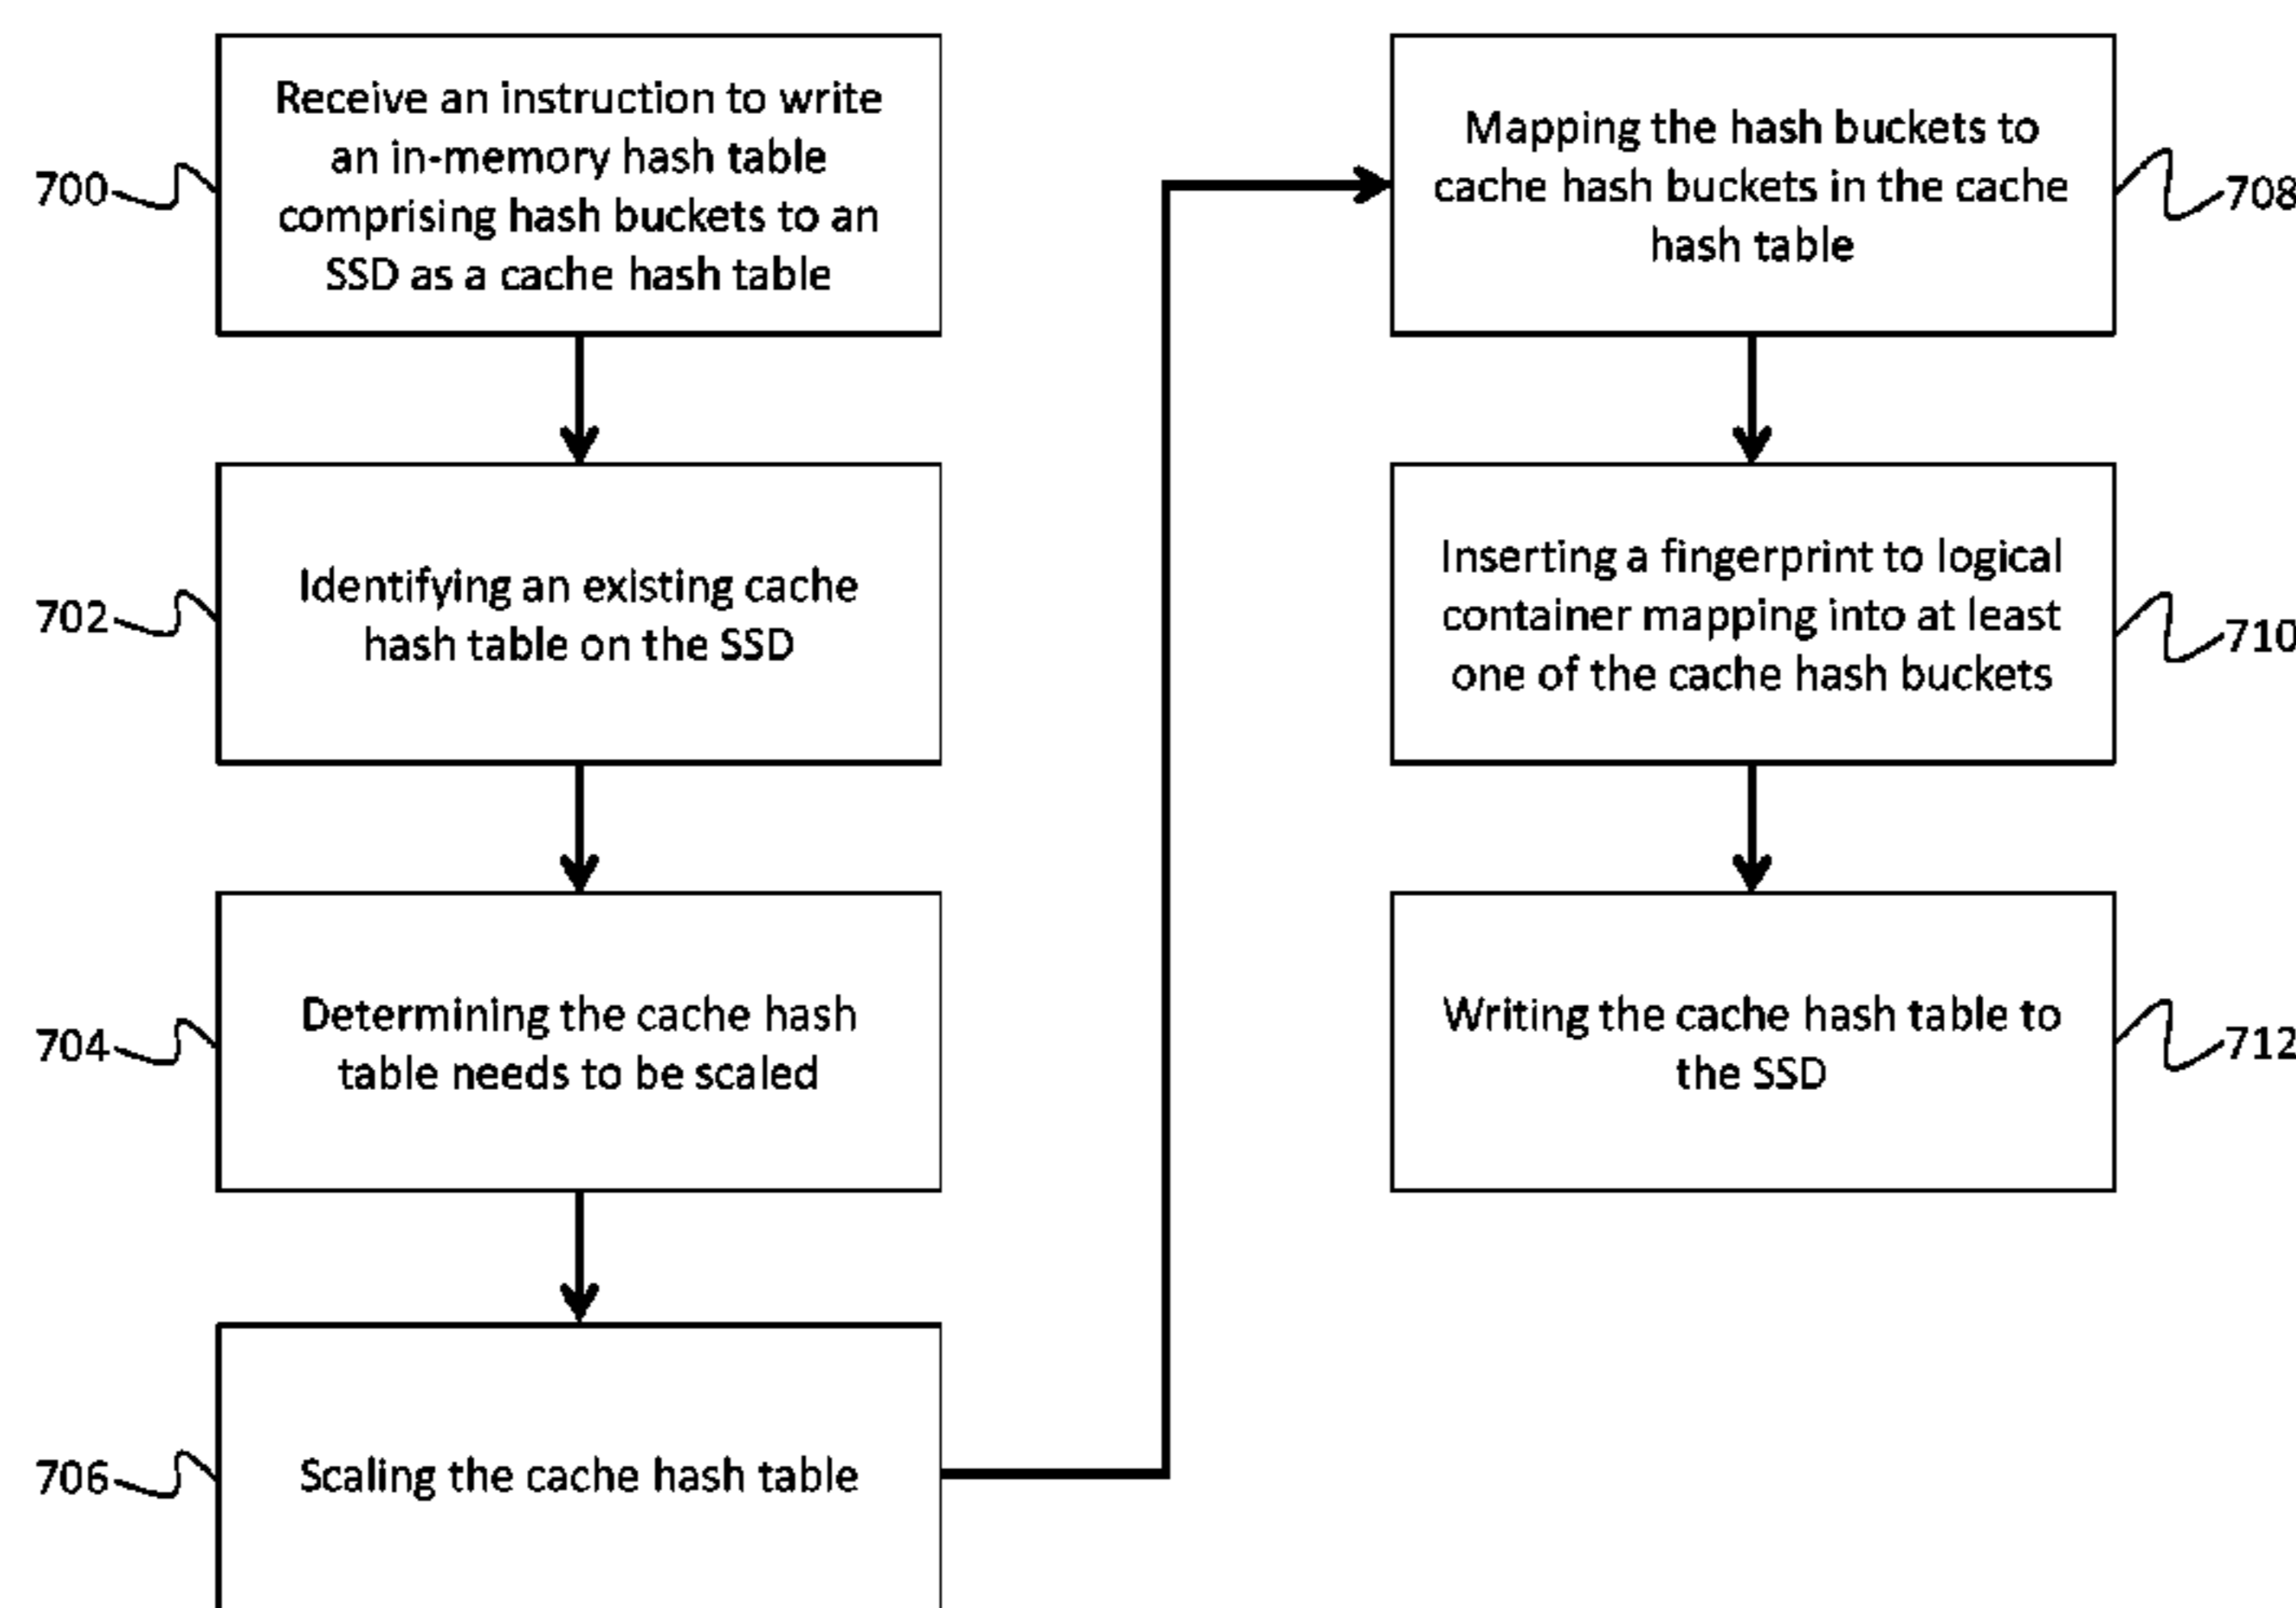 700
Receive an instruction to write
an in-memory hash table
comprising hash buckets to an
SSD as a cache hash table
702
Identifying an existing cache
hash table on the SSD
704
Determining the cache hash
table needs to be scaled
706
Scaling the cache hash table
Mapping the hash buckets to
cache hash buckets in the cache
hash table
708
Inserting a fingerprint to logical
container mapping into at least
one of the cache hash buckets
710
Writing the cache hash table to
the SSD
712